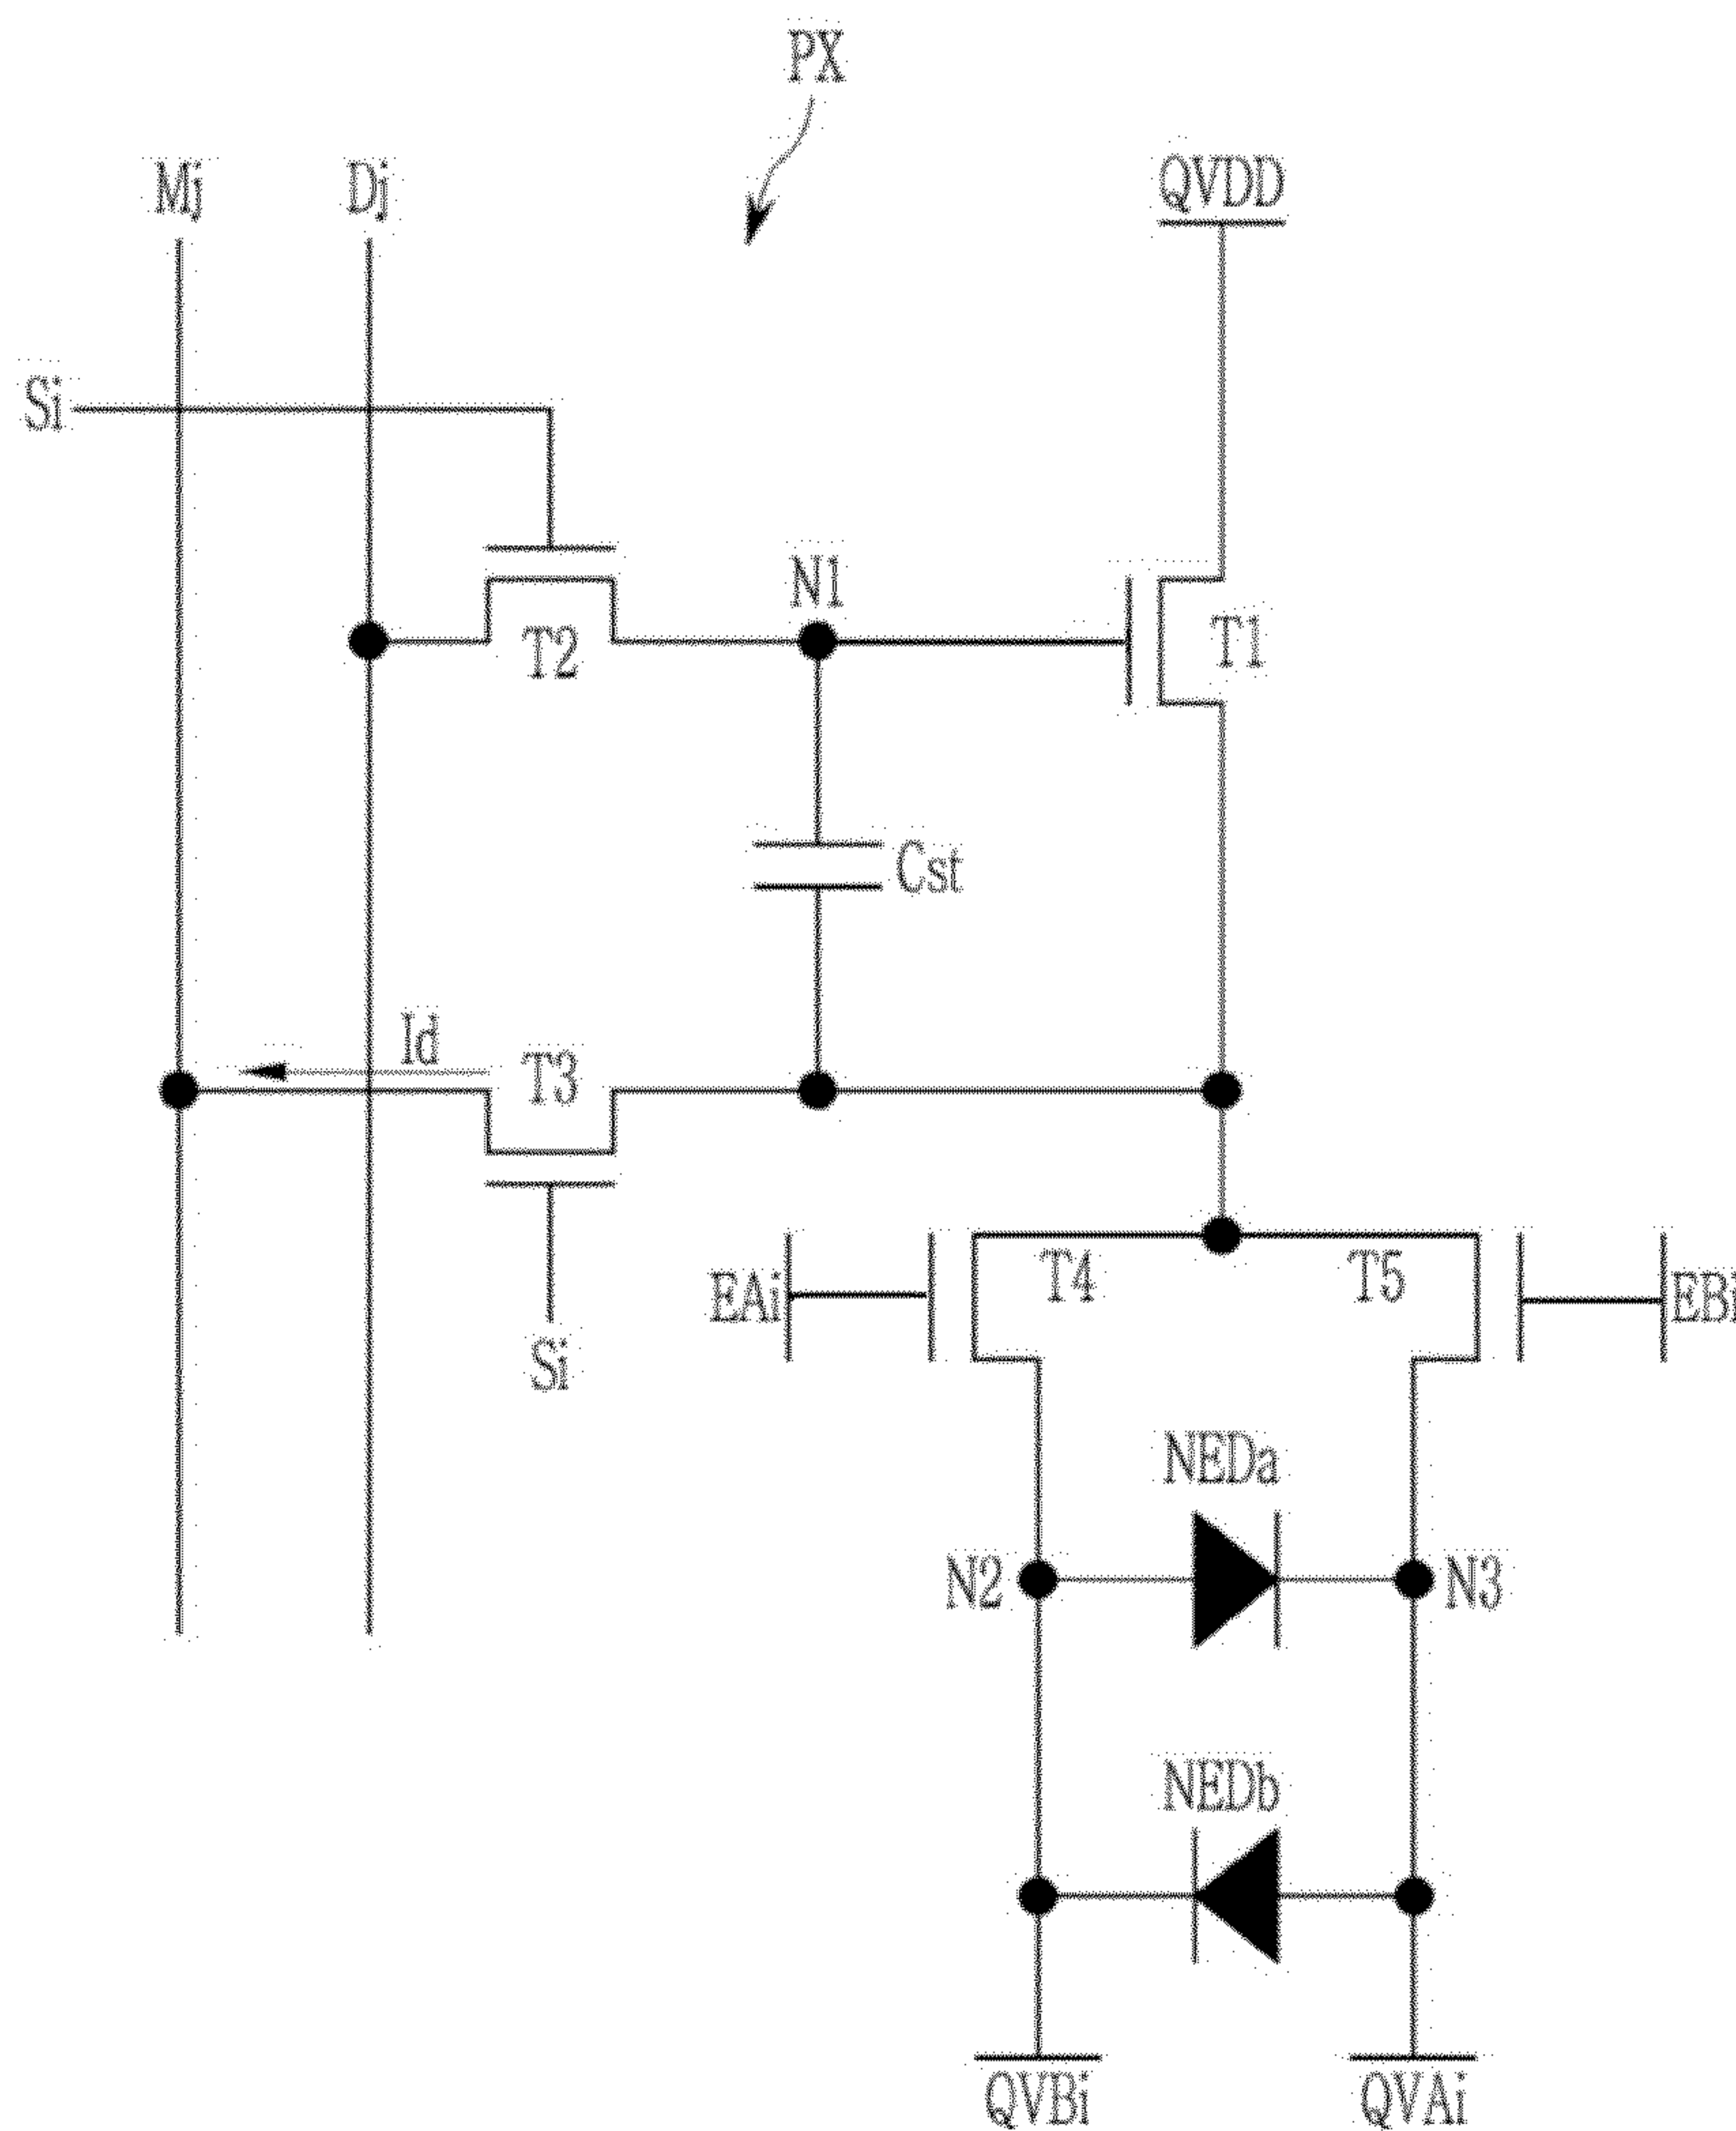 PX
Mj
Dj
QVDD
Si
N1
T2
T1
Cst
Id
T3
T4
T5
EAi
EBi
Si
NEDa
N2
N3
NEDb
QVBi
QVAi